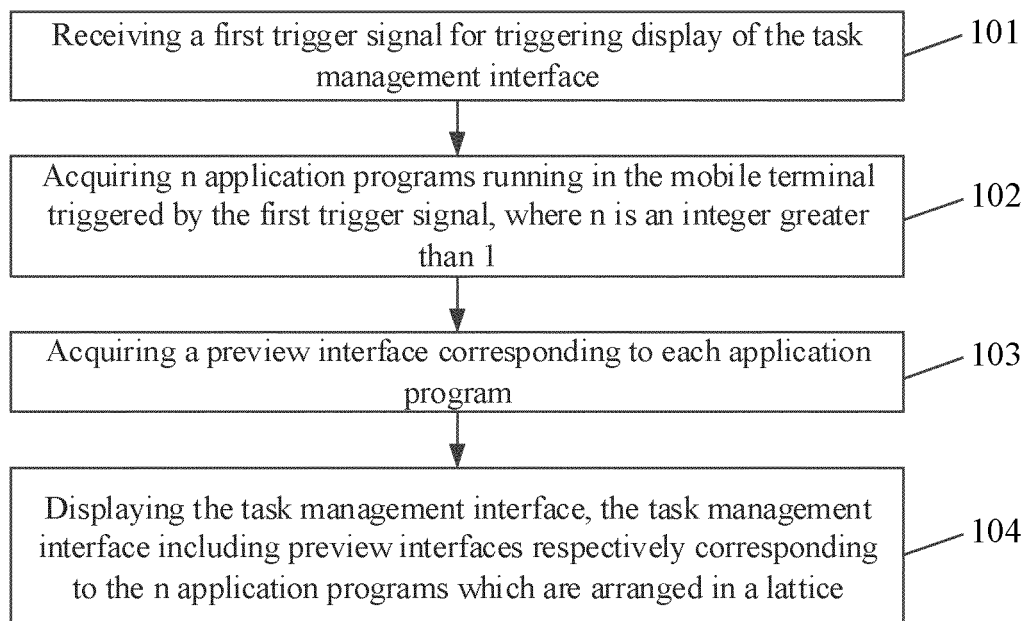 Receiving a first trigger signal for triggering display of the task
management interface
101
Acquiring n application programs running in the mobile terminal
triggered by the first trigger signal, where n is an integer greater
than 1
102
Acquiring a preview interface corresponding to each application
program
103
Displaying the task management interface, the task management
interface including preview interfaces respectively corresponding
to the n application programs which are arranged in a lattice
104